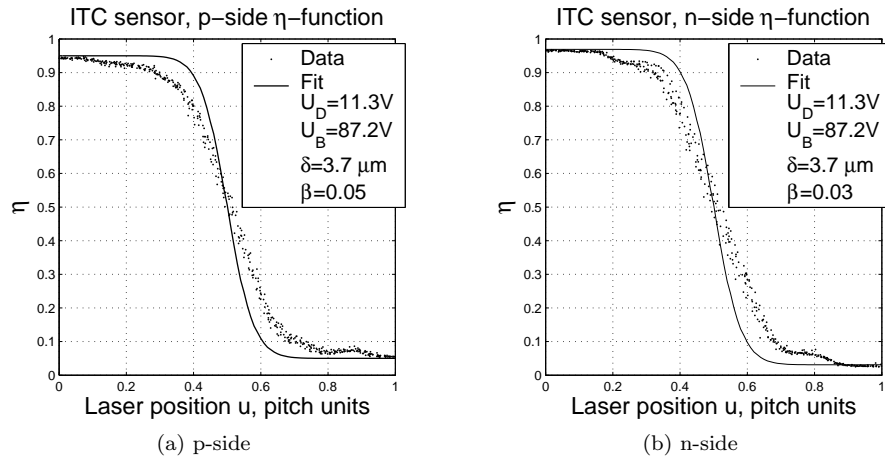 ITC sensor, p−side η−function
1
0.9
0.8
0.7
0.6
0.5
0.4
0.3
0.2
0.1
0
η
Data
Fit
U_D=11.3V
U_B=87.2V
δ=3.7 μm
β=0.05
0 0.2 0.4 0.6 0.8 1
Laser position u, pitch units
(a) p-side
ITC sensor, n−side η−function
1
0.9
0.8
0.7
0.6
0.5
0.4
0.3
0.2
0.1
0
η
Data
Fit
U_D=11.3V
U_B=87.2V
δ=3.7 μm
β=0.03
0 0.2 0.4 0.6 0.8 1
Laser position u, pitch units
(b) n-side